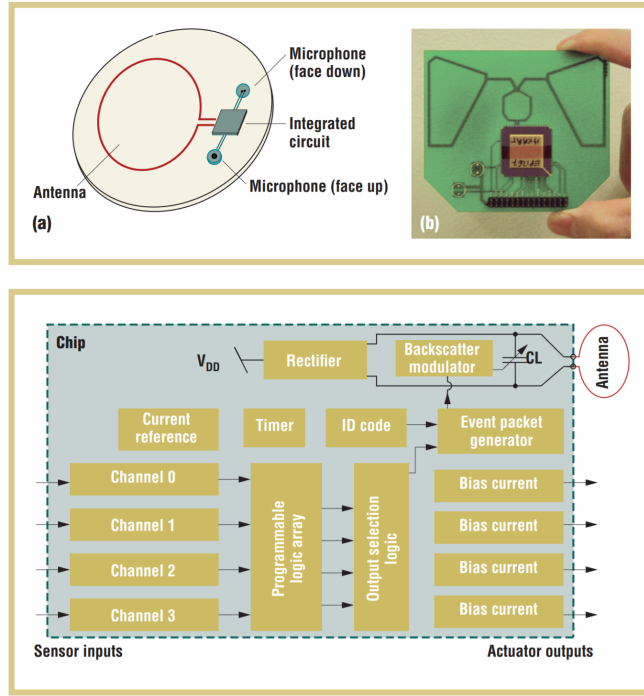 Microphone
(face down)
Integrated
circuit
Microphone (face up)
Antenna
(a)
(b)
Chip
VDD
Rectifier
Backscatter
modulator
CL
Antenna
Current
reference
Timer
ID code
Event packet
generator
Channel 0
Channel 1
Channel 2
Channel 3
Programmable
logic array
Output selection
logic
Bias current
Bias current
Bias current
Bias current
Sensor inputs
Actuator outputs